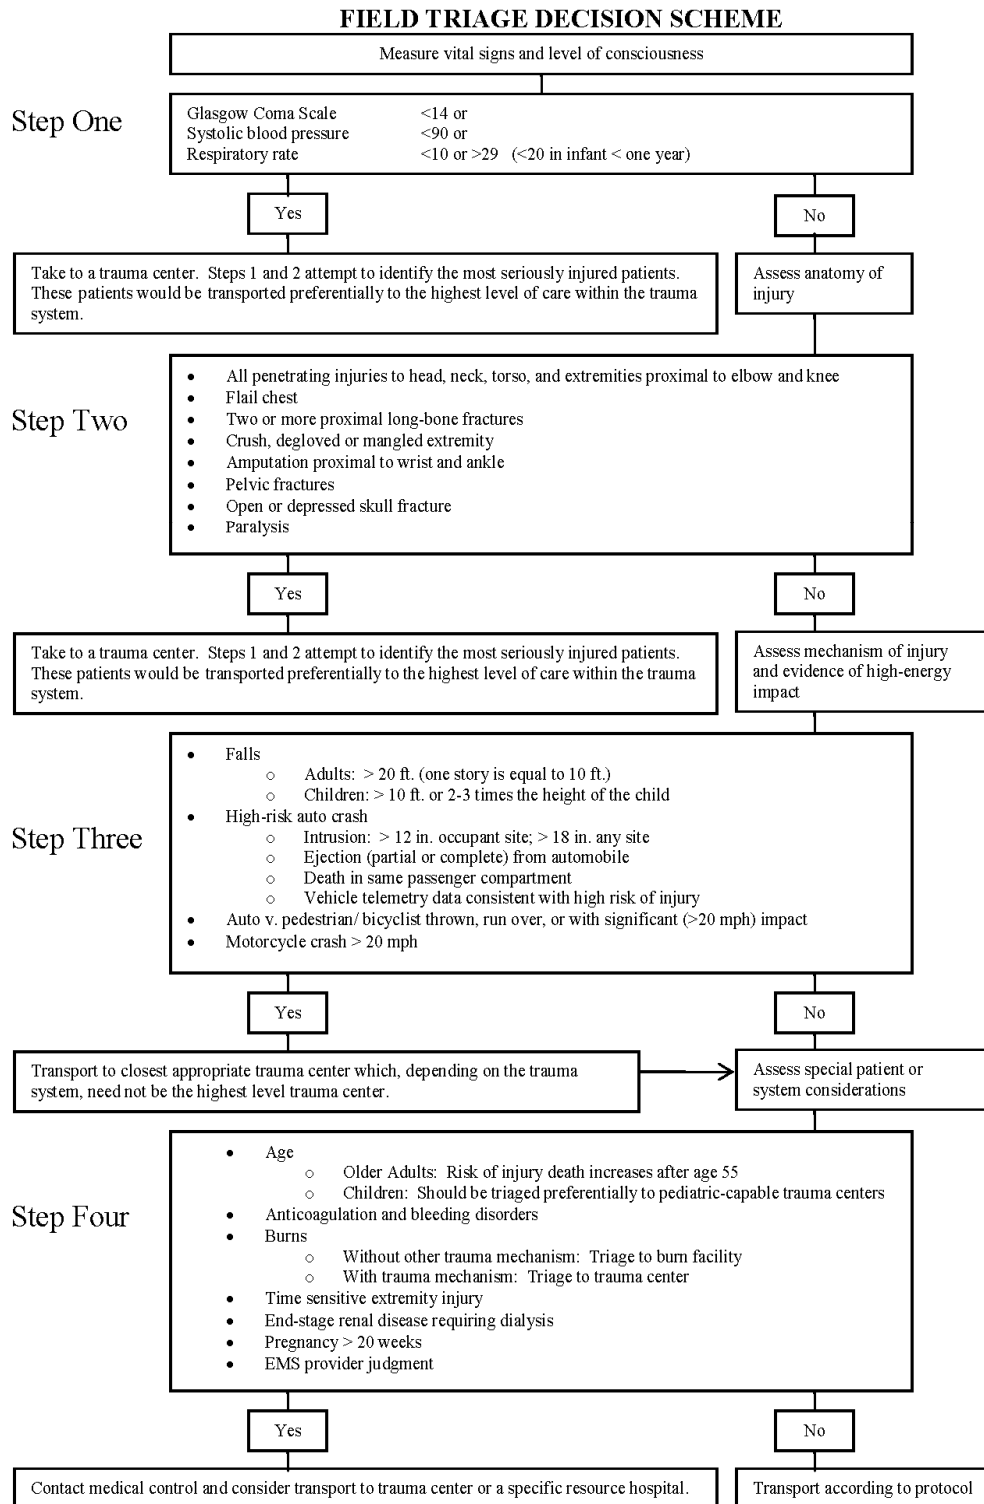 FIELD TRIAGE DECISION SCHEME
Measure vital signs and level of consciousness
Step One
Glasgow Coma Scale <14 or
Systolic blood pressure <90 or
Respiratory rate <10 or >29 (<20 in infant < one year)
Yes
No
Take to a trauma center. Steps 1 and 2 attempt to identify the most seriously injured patients.
These patients would be transported preferentially to the highest level of care within the trauma
system.
Assess anatomy of
injury
Step Two
• All penetrating injuries to head, neck, torso, and extremities proximal to elbow and knee
• Flail chest
• Two or more proximal long-bone fractures
• Crush, degloved or mangled extremity
• Amputation proximal to wrist and ankle
• Pelvic fractures
• Open or depressed skull fracture
• Paralysis
Yes
No
Take to a trauma center. Steps 1 and 2 attempt to identify the most seriously injured patients.
These patients would be transported preferentially to the highest level of care within the trauma
system.
Assess mechanism of injury
and evidence of high-energy
impact
Step Three
• Falls
○ Adults: > 20 ft. (one story is equal to 10 ft.)
○ Children: > 10 ft. or 2-3 times the height of the child
• High-risk auto crash
○ Intrusion: > 12 in. occupant site; > 18 in. any site
○ Ejection (partial or complete) from automobile
○ Death in same passenger compartment
○ Vehicle telemetry data consistent with high risk of injury
• Auto v. pedestrian/ bicyclist thrown, run over, or with significant (>20 mph) impact
• Motorcycle crash > 20 mph
Yes
No
Transport to closest appropriate trauma center which, depending on the trauma
system, need not be the highest level trauma center.
Assess special patient or
system considerations
Step Four
• Age
○ Older Adults: Risk of injury death increases after age 55
○ Children: Should be triaged preferentially to pediatric-capable trauma centers
• Anticoagulation and bleeding disorders
• Burns
○ Without other trauma mechanism: Triage to burn facility
○ With trauma mechanism: Triage to trauma center
• Time sensitive extremity injury
• End-stage renal disease requiring dialysis
• Pregnancy > 20 weeks
• EMS provider judgment
Yes
No
Contact medical control and consider transport to trauma center or a specific resource hospital.
Transport according to protocol